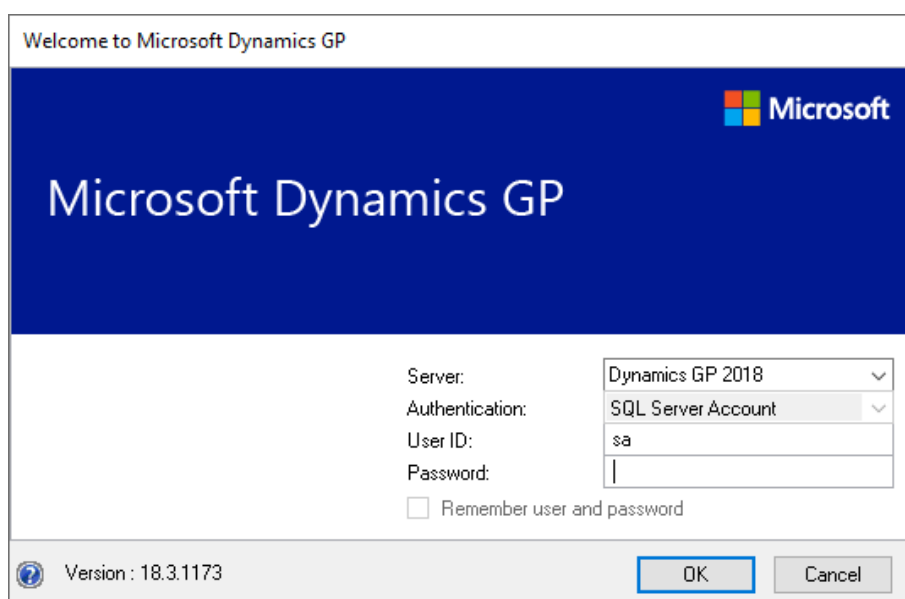 Welcome to Microsoft Dynamics GP
Microsoft
Microsoft Dynamics GP
Server: Dynamics GP 2018
Authentication: SQL Server Account
User ID: sa
Password:
Remember user and password
Version : 18.3.1173 OK Cancel